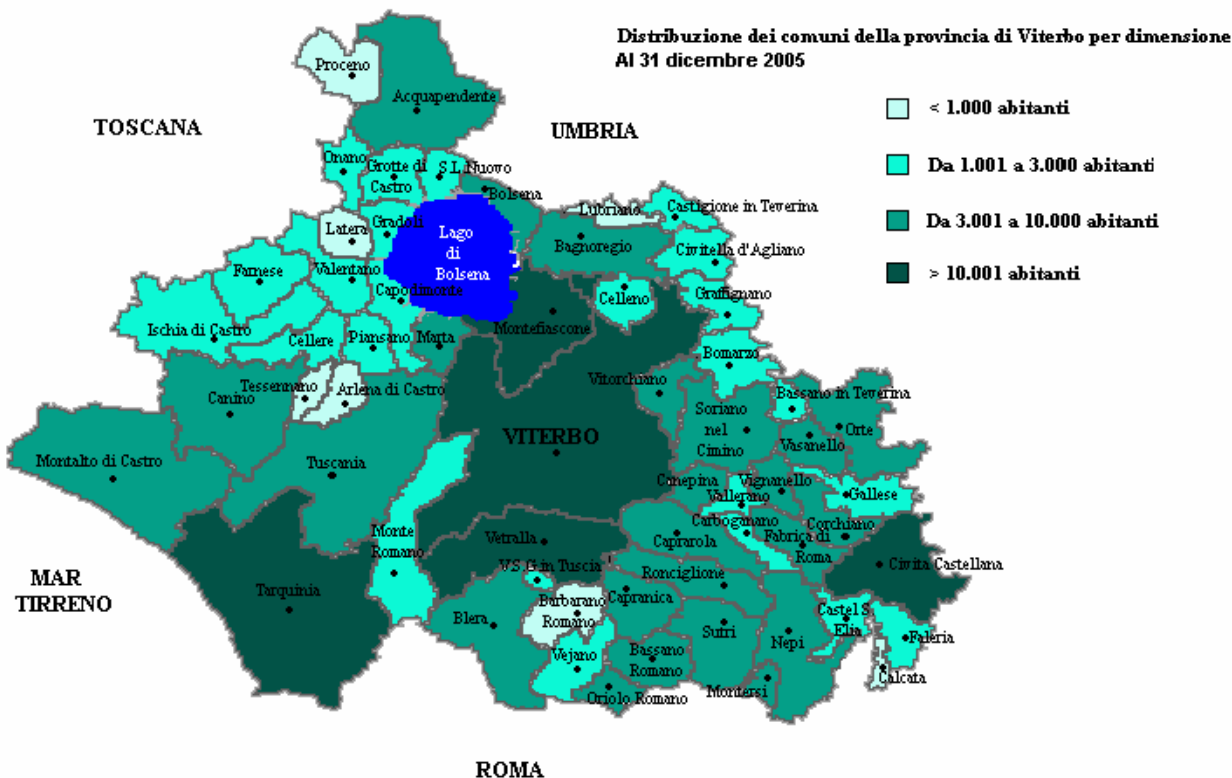 Distribuzione dei comuni della provincia di Viterbo per dimensione
Al 31 dicembre 2005
< 1.000 abitanti
Da 1.001 a 3.000 abitanti
Da 3.001 a 10.000 abitanti
> 10.001 abitanti
TOSCANA
UMBRIA
Proceno
Acquapendente
Onano
Grotte di
Castro
S.L.Nuovo
Bolsena
Latera
Gradoli
Lago
di
Bolsena
Lubriano
Castigione in Teverina
Bagnoregio
Civitella d'Agliano
Farnese
Valentano
Capodimonte
Celleno
Graffignano
Ischia di Castro
Cellere
Piansano
Marta
Montefiascone
Bomarzo
Tessennano
Arlena di Castro
Canino
Vitorchiano
Bassano in Teverina
Soriano
nel
Cimino
Orte
Vasanello
VITERBO
Montalto di Castro
Tuscania
Canepina
Vignanello
Vallerano
Gallese
Carbognano
Corchiano
Fabrica di
Roma
Caprarola
Monte
Romano
Vetralla
V.S.G.in Tuscia
Ronciglione
Civita Castellana
MAR
TIRRENO
Tarquinia
Barbarano
Romano
Capranica
Blera
Sutri
Nepi
Castel S.
Elia
Faleria
Vejano
Bassano
Romano
Calcata
Oriolo Romano
Montersi
ROMA